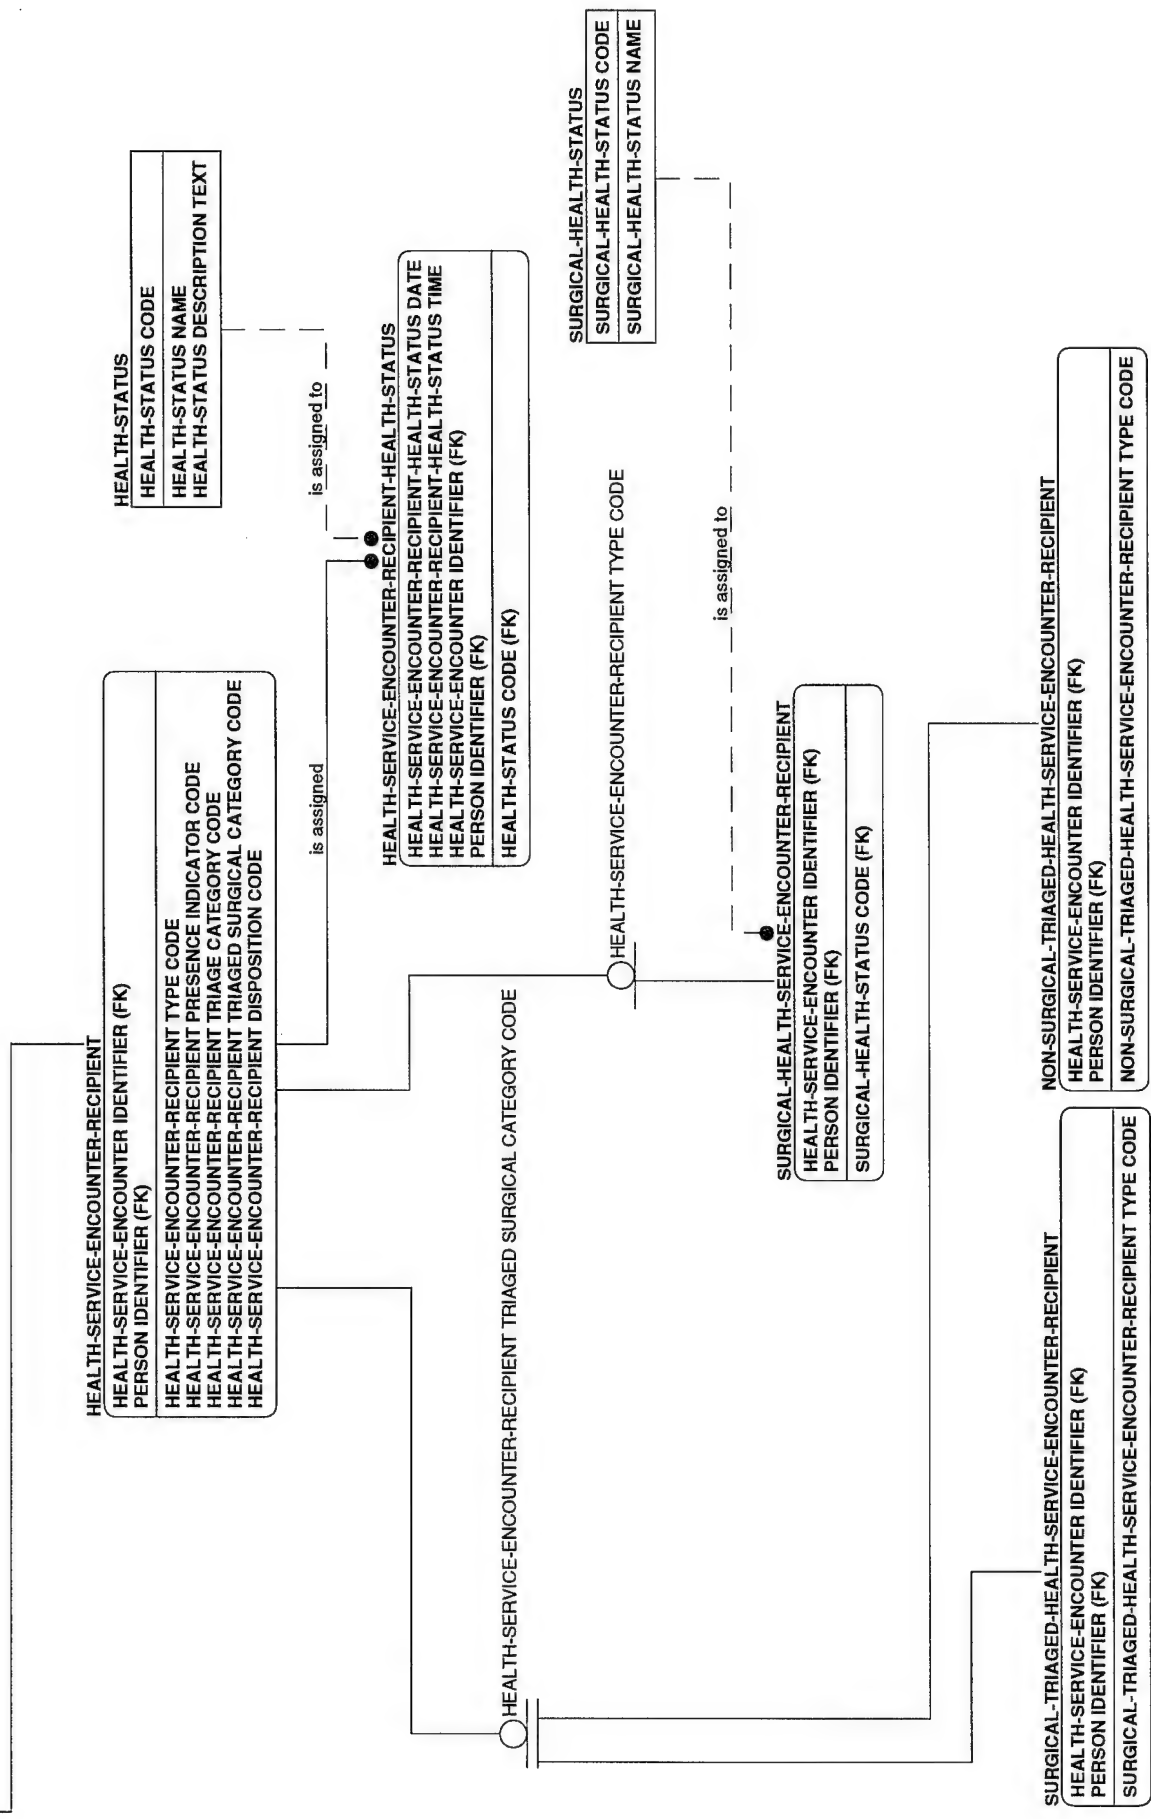 HEALTH-SERVICE-ENCOUNTER-RECIPIENT
HEALTH-SERVICE-ENCOUNTER IDENTIFIER (FK)
PERSON IDENTIFIER (FK)
HEALTH-SERVICE-ENCOUNTER-RECIPIENT TYPE CODE
HEALTH-SERVICE-ENCOUNTER-RECIPIENT PRESENCE INDICATOR CODE
HEALTH-SERVICE-ENCOUNTER-RECIPIENT TRIAGE CATEGORY CODE
HEALTH-SERVICE-ENCOUNTER-RECIPIENT TRIAGED SURGICAL CATEGORY CODE
HEALTH-SERVICE-ENCOUNTER-RECIPIENT DISPOSITION CODE
HEALTH-STATUS
HEALTH-STATUS CODE
HEALTH-STATUS NAME
HEALTH-STATUS DESCRIPTION TEXT
is assigned
is assigned to
HEALTH-SERVICE-ENCOUNTER-RECIPIENT-HEALTH-STATUS
HEALTH-SERVICE-ENCOUNTER-RECIPIENT-HEALTH-STATUS DATE
HEALTH-SERVICE-ENCOUNTER-RECIPIENT-HEALTH-STATUS TIME
HEALTH-SERVICE-ENCOUNTER IDENTIFIER (FK)
PERSON IDENTIFIER (FK)
HEALTH-STATUS CODE (FK)
HEALTH-SERVICE-ENCOUNTER-RECIPIENT TRIAGED SURGICAL CATEGORY CODE
HEALTH-SERVICE-ENCOUNTER-RECIPIENT TYPE CODE
SURGICAL-HEALTH-STATUS
SURGICAL-HEALTH-STATUS CODE
SURGICAL-HEALTH-STATUS NAME
is assigned to
SURGICAL-HEALTH-SERVICE-ENCOUNTER-RECIPIENT
HEALTH-SERVICE-ENCOUNTER IDENTIFIER (FK)
PERSON IDENTIFIER (FK)
SURGICAL-HEALTH-STATUS CODE (FK)
SURGICAL-TRIAGED-HEALTH-SERVICE-ENCOUNTER-RECIPIENT
HEALTH-SERVICE-ENCOUNTER IDENTIFIER (FK)
PERSON IDENTIFIER (FK)
SURGICAL-TRIAGED-HEALTH-SERVICE-ENCOUNTER-RECIPIENT TYPE CODE
NON-SURGICAL-TRIAGED-HEALTH-SERVICE-ENCOUNTER-RECIPIENT
HEALTH-SERVICE-ENCOUNTER IDENTIFIER (FK)
PERSON IDENTIFIER (FK)
NON-SURGICAL-TRIAGED-HEALTH-SERVICE-ENCOUNTER-RECIPIENT TYPE CODE